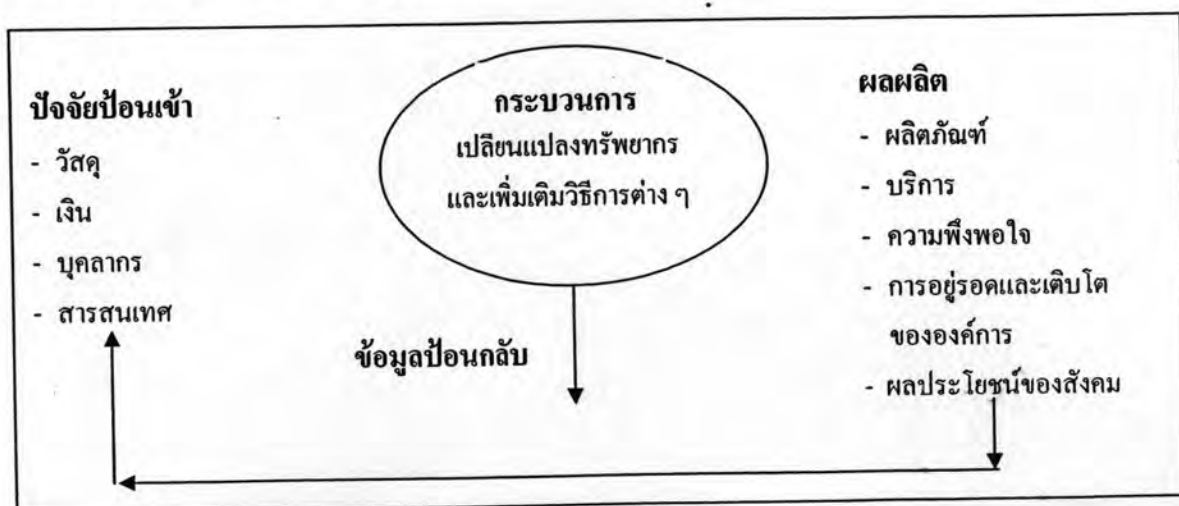 ปัจจัยป้อนเข้า
- วัสดุ
- เงิน
- บุคลากร
- สารสนเทศ
กระบวนการ
เปลี่ยนแปลงทรัพยากร
และเพิ่มเติมวิธีการต่าง ๆ
ข้อมูลป้อนกลับ
ผลผลิต
- ผลิตภัณฑ์
- บริการ
- ความพึงพอใจ
- การอยู่รอดและเติบโต
ขององค์การ
- ผลประโยชน์ของสังคม